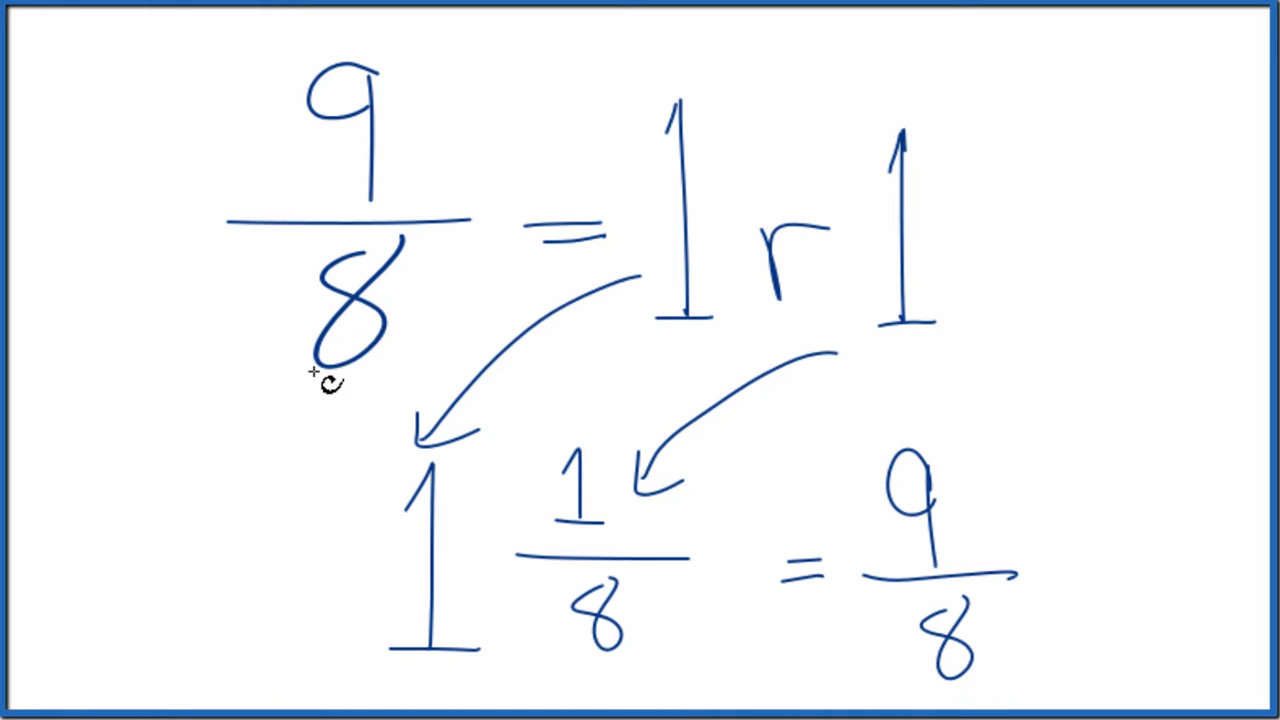 9/8 = 1 r 1
1 1/8 = 9/8